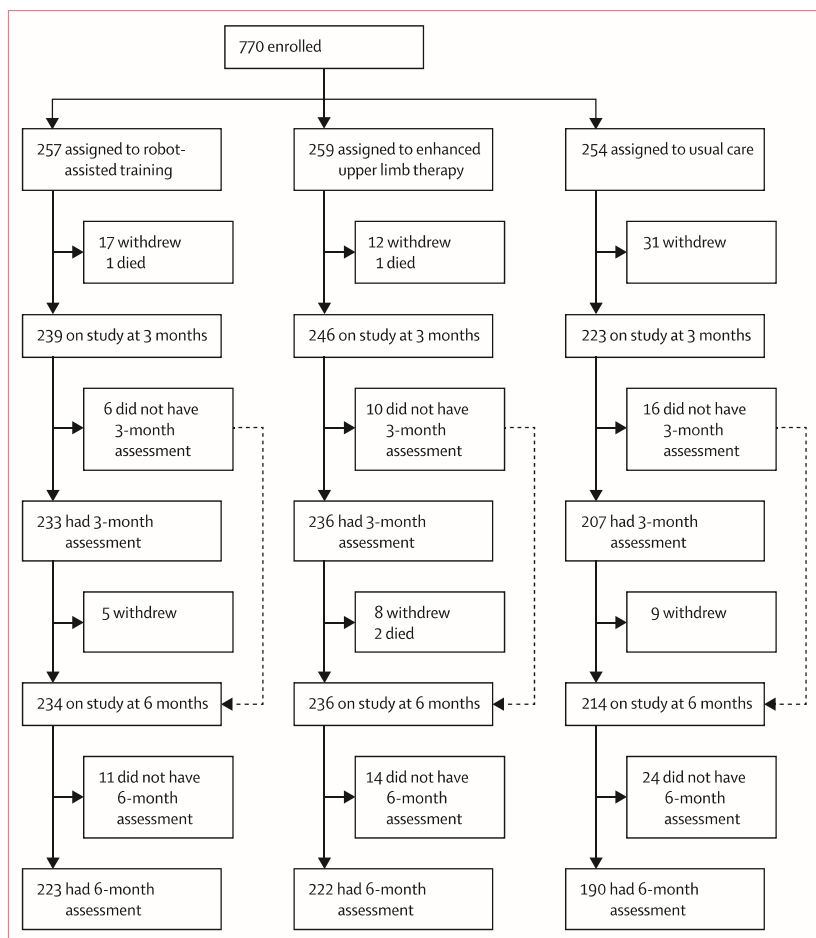 770 enrolled
257 assigned to robot-
assisted training
259 assigned to enhanced
upper limb therapy
254 assigned to usual care
17 withdrew
1 died
12 withdrew
1 died
31 withdrew
239 on study at 3 months
246 on study at 3 months
223 on study at 3 months
6 did not have
3-month
assessment
10 did not have
3-month
assessment
16 did not have
3-month
assessment
233 had 3-month
assessment
236 had 3-month
assessment
207 had 3-month
assessment
5 withdrew
8 withdrew
2 died
9 withdrew
234 on study at 6 months
236 on study at 6 months
214 on study at 6 months
11 did not have
6-month
assessment
14 did not have
6-month
assessment
24 did not have
6-month
assessment
223 had 6-month
assessment
222 had 6-month
assessment
190 had 6-month
assessment